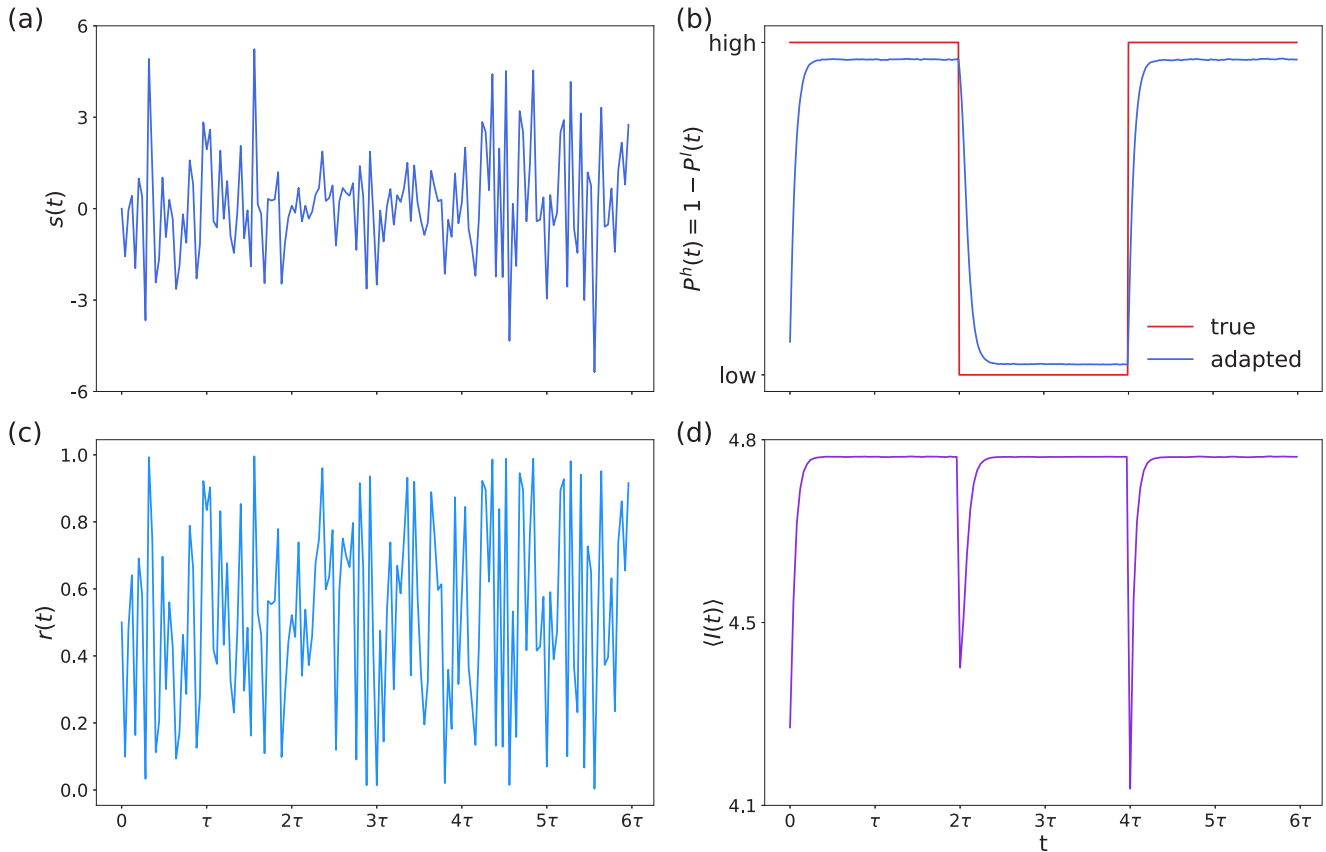 (a)
6
3
0
-3
-6
s(t)
(b)
high
low
P^h(t) = 1 − P^l(t)
true
adapted
(c)
1.0
0.8
0.6
0.4
0.2
0.0
r(t)
0 τ 2τ 3τ 4τ 5τ 6τ
(d)
4.8
4.5
4.1
⟨I(t)⟩
0 τ 2τ 3τ 4τ 5τ 6τ
t